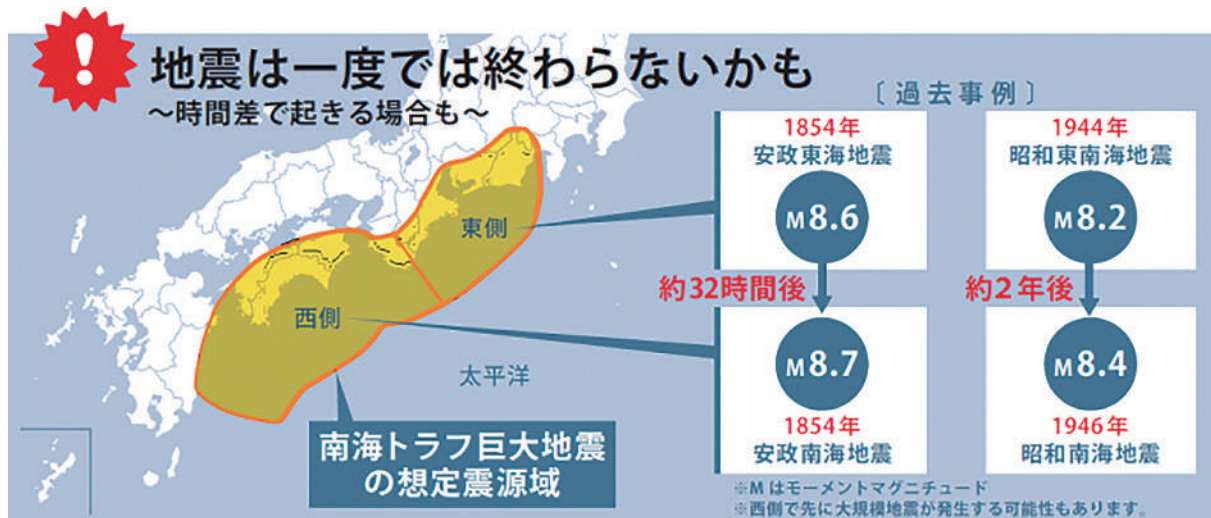 !
地震は一度では終わらないかも
～時間差で起きる場合も～
〔過去事例〕
1854年
安政東海地震
M8.6
約32時間後
M8.7
1854年
安政南海地震
1944年
昭和東南海地震
M8.2
約2年後
M8.4
1946年
昭和南海地震
東側
西側
太平洋
南海トラフ巨大地震
の想定震源域
※Mはモーメントマグニチュード
※西側で先に大規模地震が発生する可能性もあります。